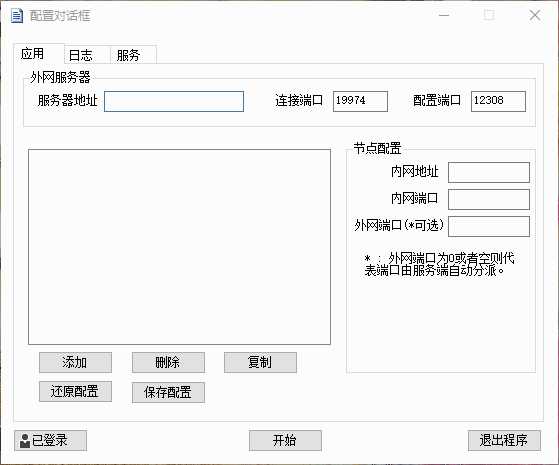 配置对话框
应用 日志 服务
外网服务器
服务器地址 连接端口 19974 配置端口 12308
节点配置
内网地址
内网端口
外网端口(*可选)
* : 外网端口为0或者空则代
表端口由服务端自动分派。
添加 删除 复制
还原配置 保存配置
已登录 开始 退出程序